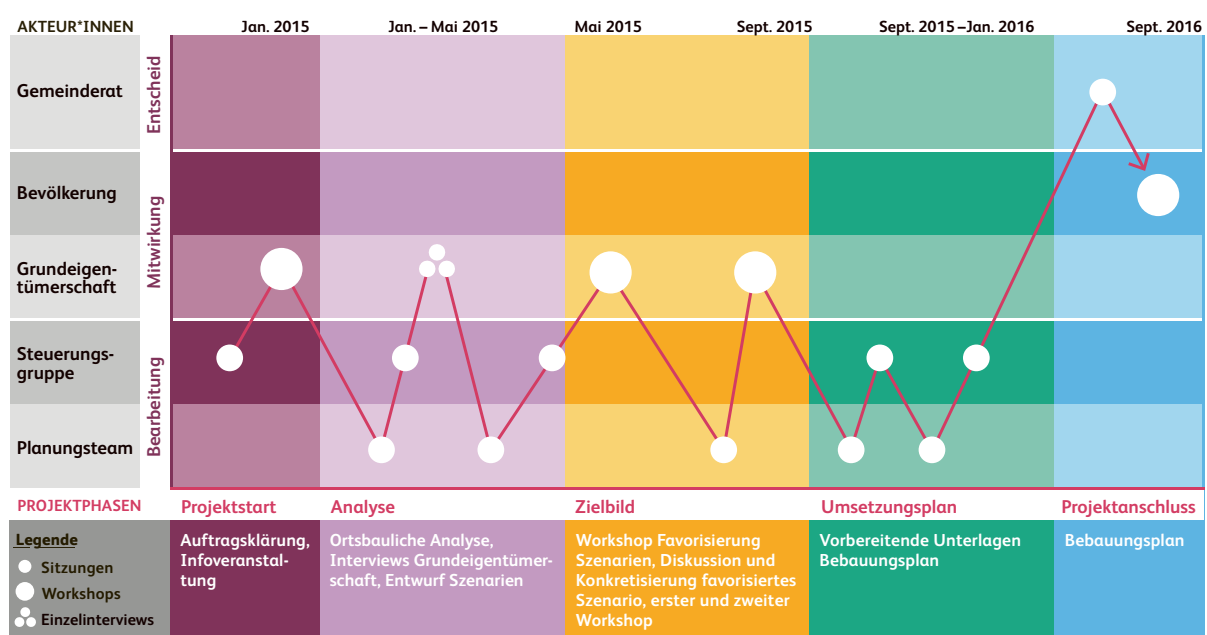 AKTEUR*INNEN
Jan. 2015
Jan. – Mai 2015
Mai 2015
Sept. 2015
Sept. 2015 –Jan. 2016
Sept. 2016
Gemeinderat
Entscheid
Bevölkerung
Mitwirkung
Grundeigen-
tümerschaft
Steuerungs-
gruppe
Bearbeitung
Planungsteam
PROJEKTPHASEN
Projektstart
Analyse
Zielbild
Umsetzungsplan
Projektanschluss
Legende
Sitzungen
Workshops
Einzelinterviews
Auftragsklärung,
Infoveranstal-
tung
Ortsbauliche Analyse,
Interviews Grundeigentümer-
schaft, Entwurf Szenarien
Workshop Favorisierung
Szenarien, Diskussion und
Konkretisierung favorisiertes
Szenario, erster und zweiter
Workshop
Vorbereitende Unterlagen
Bebauungsplan
Bebauungsplan